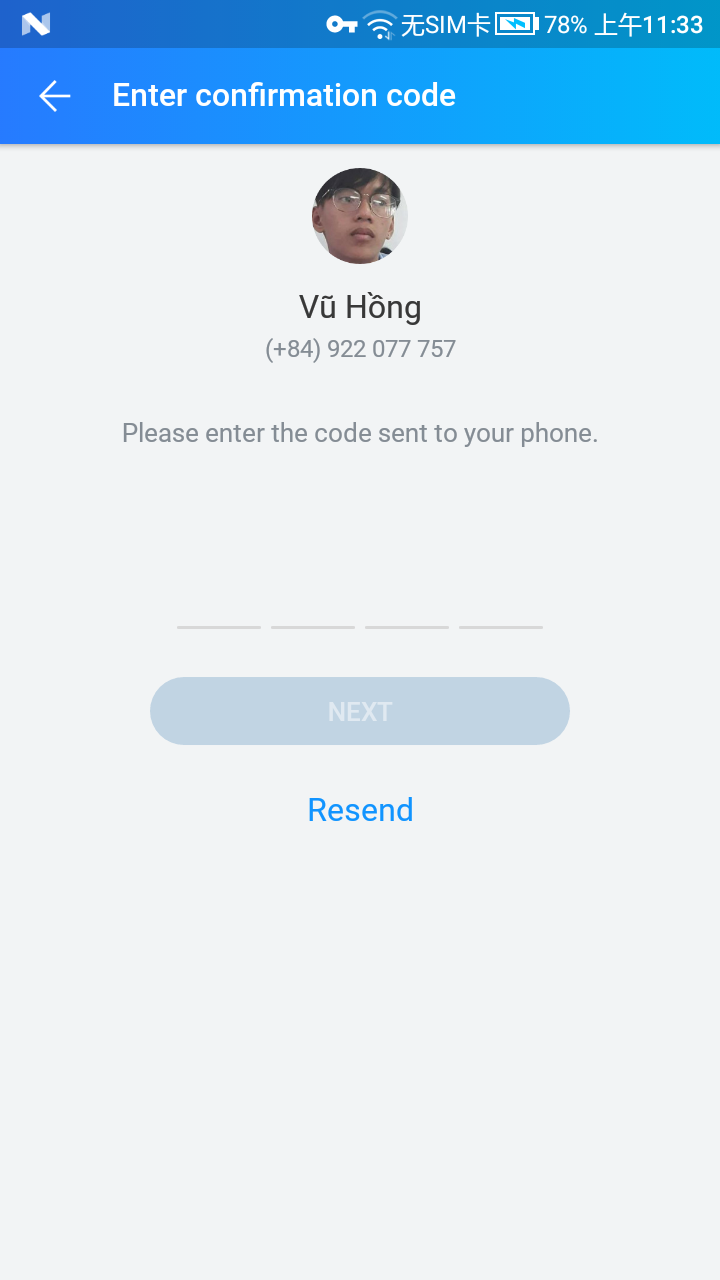 无SIM卡 78% 上午11:33
Enter confirmation code
Vũ Hồng
(+84) 922 077 757
Please enter the code sent to your phone.
NEXT
Resend